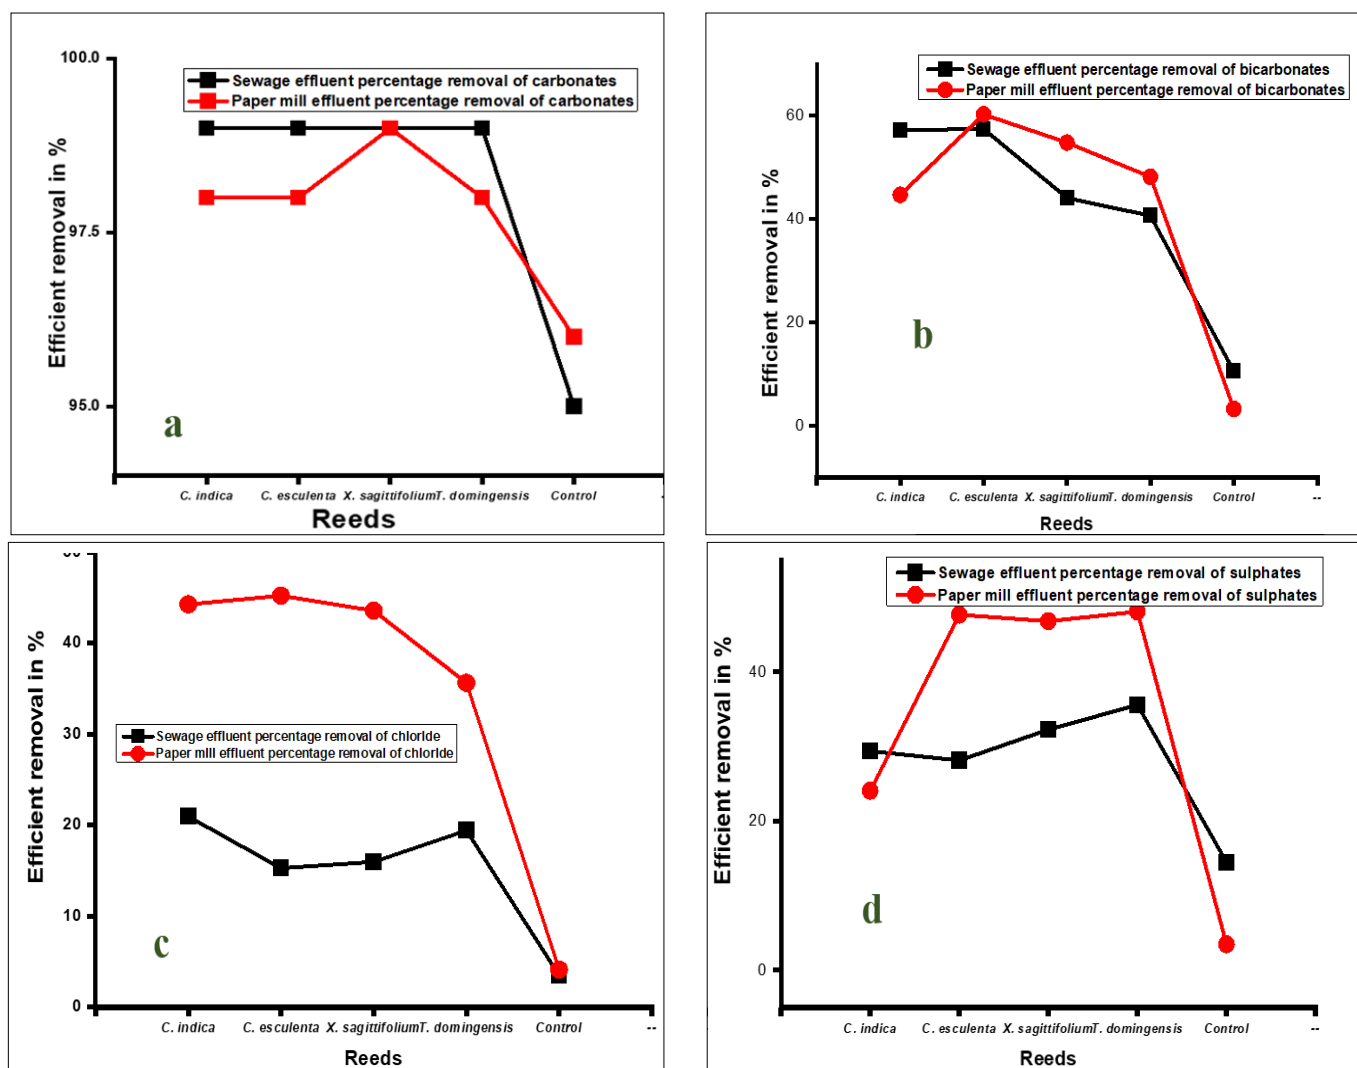 100.0
97.5
95.0
Efficient removal in %
Sewage effluent percentage removal of carbonates
Paper mill effluent percentage removal of carbonates
a
C. indica C. esculenta X. sagittifolium T. domingensis Control
Reeds
60
40
20
0
Efficient removal in %
Sewage effluent percentage removal of bicarbonates
Paper mill effluent percentage removal of bicarbonates
b
C. indica C. esculenta X. sagittifolium T. domingensis Control --
Reeds
40
30
20
10
0
Efficient removal in %
Sewage effluent percentage removal of chloride
Paper mill effluent percentage removal of chloride
c
C. indica C. esculenta X. sagittifolium T. domingensis Control --
Reeds
40
20
0
Efficient removal in %
Sewage effluent percentage removal of sulphates
Paper mill effluent percentage removal of sulphates
d
C. indica C. esculenta X. sagittifolium T. domingensis Control --
Reeds